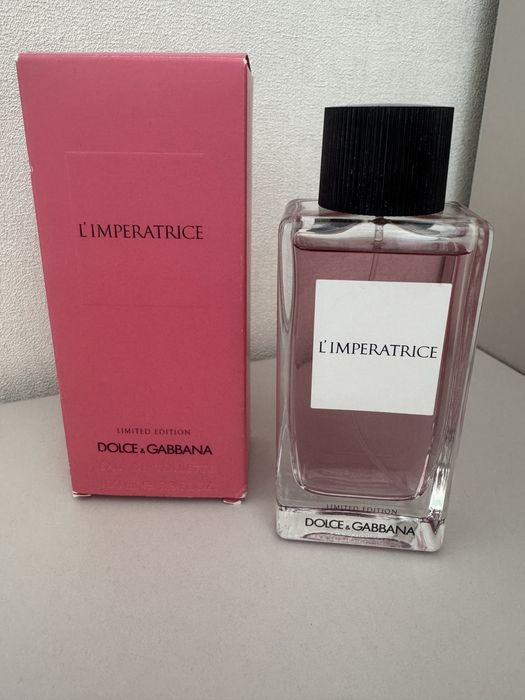 L'IMPERATRICE
LIMITED EDITION
DOLCE & GABBANA
L'IMPERATRICE
LIMITED EDITION
DOLCE & GABBANA